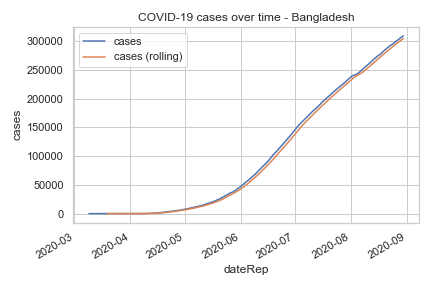 COVID-19 cases over time - Bangladesh
cases
cases (rolling)
300000
250000
200000
150000
100000
50000
0
cases
2020-03
2020-04
2020-05
2020-06
2020-07
2020-08
2020-09
dateRep